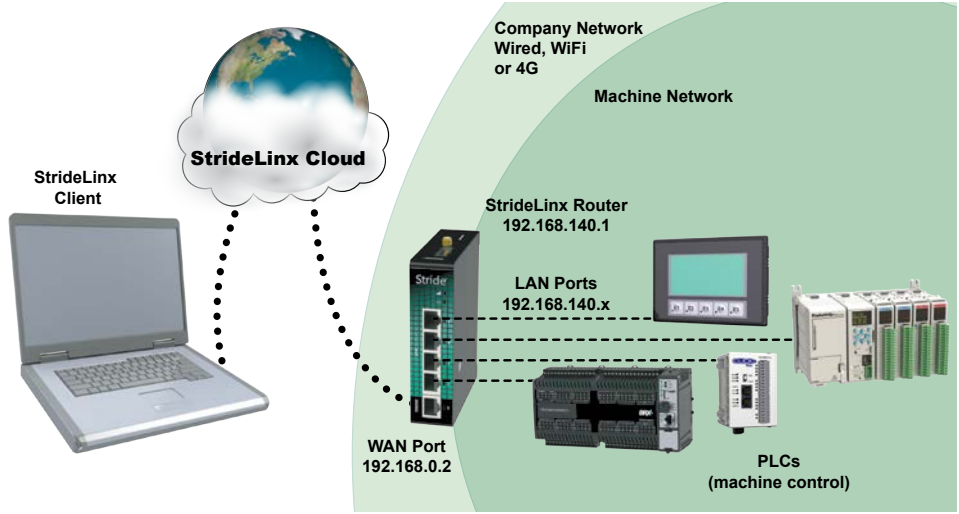 Company Network
Wired, WiFi
or 4G
Machine Network
StrideLinx Cloud
StrideLinx
Client
StrideLinx Router
192.168.140.1
Stride
LAN Ports
192.168.140.x
WAN Port
192.168.0.2
PLCs
(machine control)